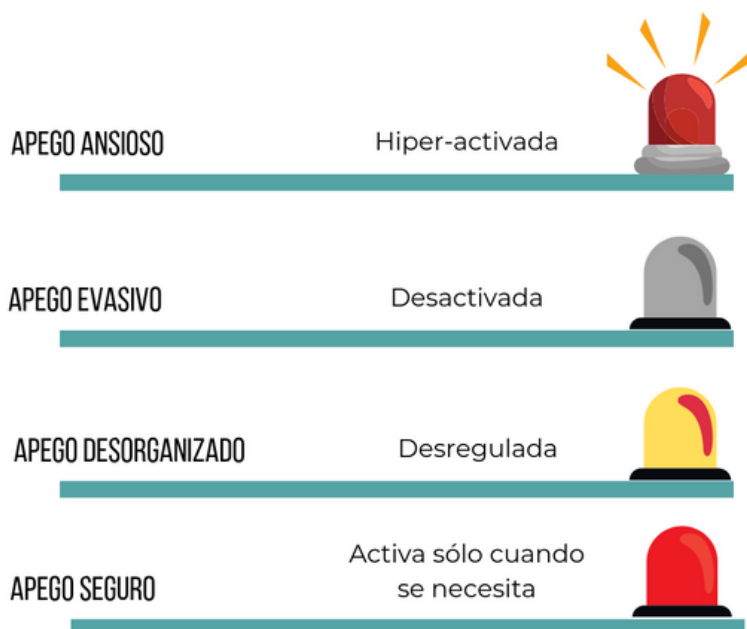 APEGO ANSIOSO
Hiper-activada
APEGO EVASIVO
Desactivada
APEGO DESORGANIZADO
Desregulada
APEGO SEGURO
Activa sólo cuando
se necesita